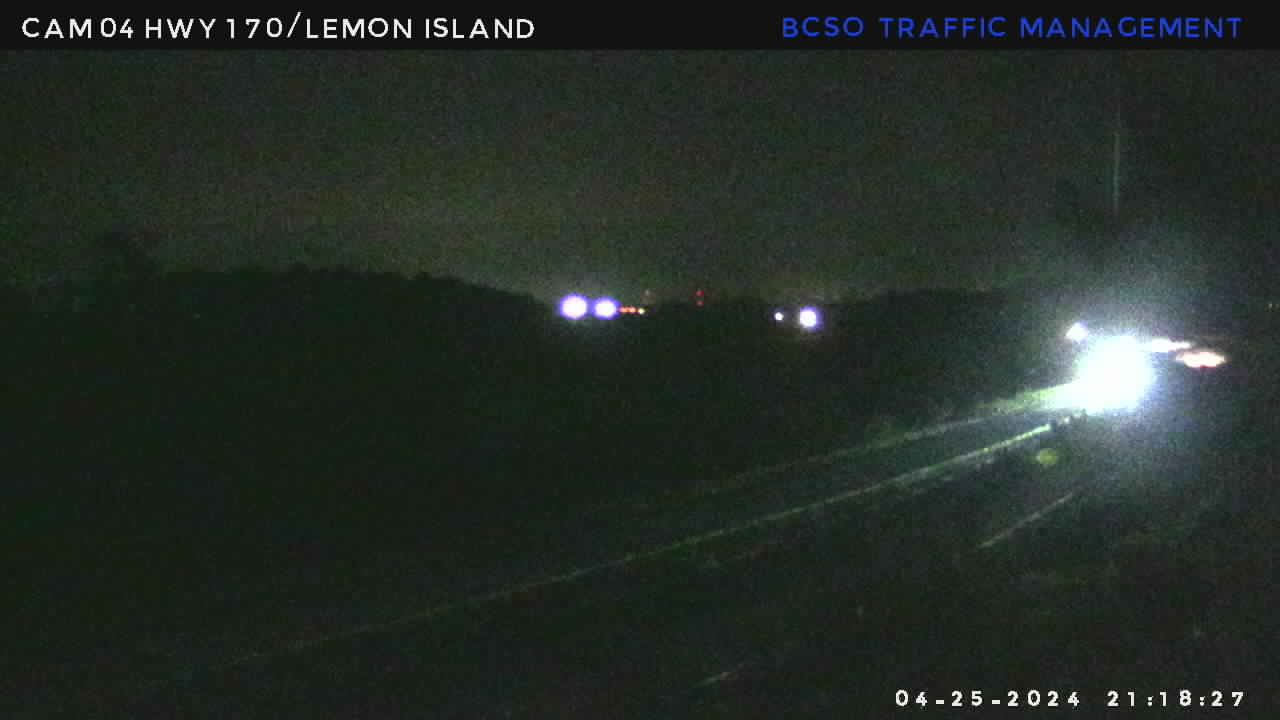 CAM04 HWY 170/LEMON ISLAND
BCSO TRAFFIC MANAGEMENT
04-25-2024 21:18:27